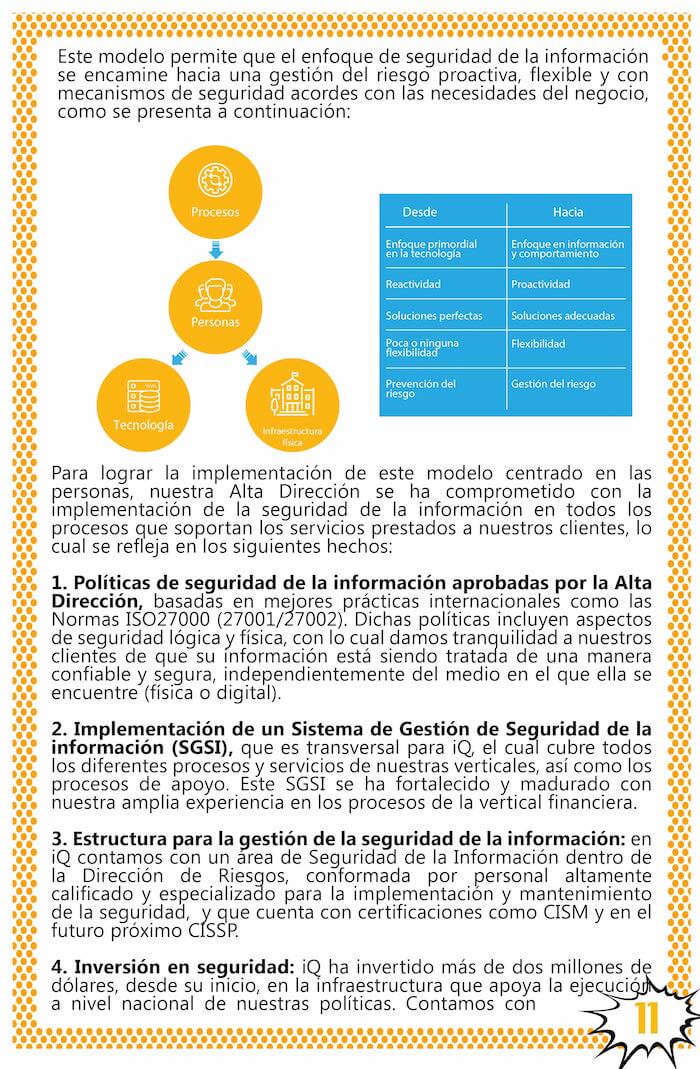 Este modelo permite que el enfoque de seguridad de la información
se encamine hacia una gestión del riesgo proactiva, flexible y con
mecanismos de seguridad acordes con las necesidades del negocio,
como se presenta a continuación:
Procesos
Personas
Tecnología
Infraestructura
física
Desde Hacia
Enfoque primordial
en la tecnología
Enfoque en información
y comportamiento
Reactividad Proactividad
Soluciones perfectas Soluciones adecuadas
Poca o ninguna
flexibilidad
Flexibilidad
Prevención del
riesgo
Gestión del riesgo
Para lograr la implementación de este modelo centrado en las
personas, nuestra Alta Dirección se ha comprometido con la
implementación de la seguridad de la información en todos los
procesos que soportan los servicios prestados a nuestros clientes, lo
cual se refleja en los siguientes hechos:
1. Políticas de seguridad de la información aprobadas por la Alta
Dirección, basadas en mejores prácticas internacionales como las
Normas ISO27000 (27001/27002). Dichas políticas incluyen aspectos
de seguridad lógica y física, con lo cual damos tranquilidad a nuestros
clientes de que su información está siendo tratada de una manera
confiable y segura, independientemente del medio en el que ella se
encuentre (física o digital).
2. Implementación de un Sistema de Gestión de Seguridad de la
información (SGSI), que es transversal para iQ, el cual cubre todos
los diferentes procesos y servicios de nuestras verticales, así como los
procesos de apoyo. Este SGSI se ha fortalecido y madurado con
nuestra amplia experiencia en los procesos de la vertical financiera.
3. Estructura para la gestión de la seguridad de la información: en
iQ contamos con un área de Seguridad de la Información dentro de
la Dirección de Riesgos, conformada por personal altamente
calificado y especializado para la implementación y mantenimiento
de la seguridad, y que cuenta con certificaciones como CISM y en el
futuro próximo CISSP.
4. Inversión en seguridad: iQ ha invertido más de dos millones de
dólares, desde su inicio, en la infraestructura que apoya la ejecución
a nivel nacional de nuestras políticas. Contamos con
11